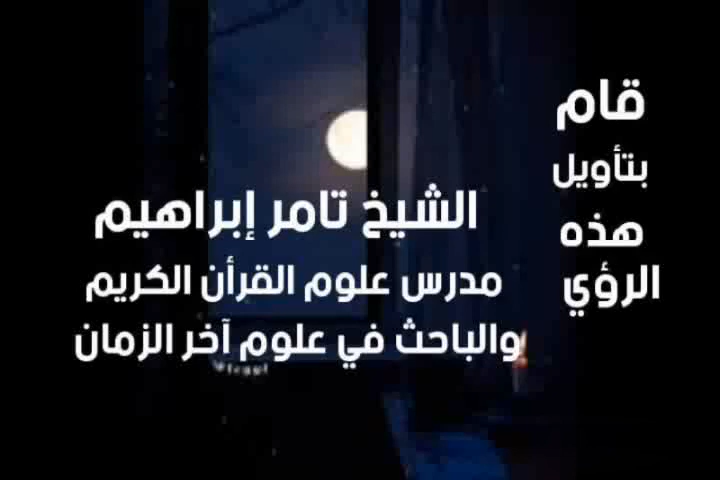 قام
بتأويل
هذه
الرؤي
الشيخ تامر إبراهيم
مدرس علوم القرأن الكريم
والباحث في علوم آخر الزمان